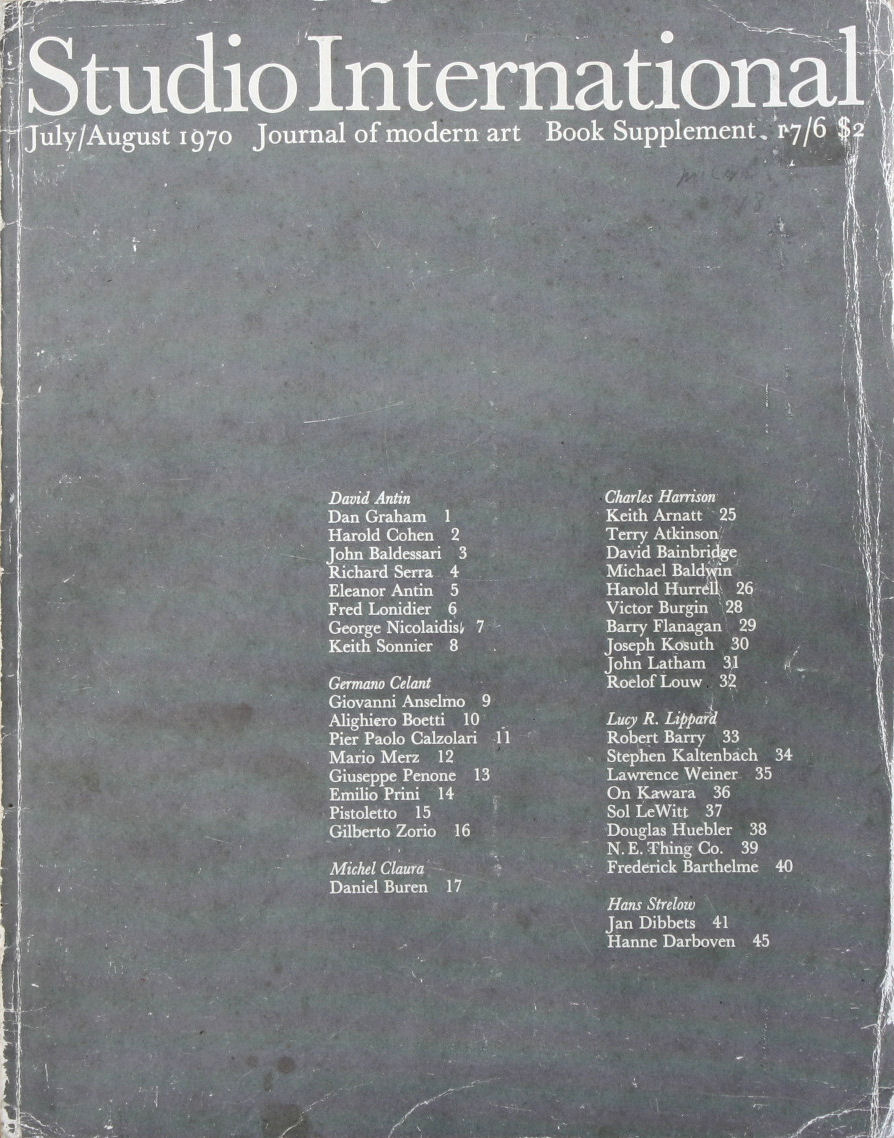 Studio International
July/August 1970 Journal of modern art Book Supplement 17/6 $2
David Antin
Dan Graham 1
Harold Cohen 2
John Baldessari 3
Richard Serra 4
Eleanor Antin 5
Fred Lonidier 6
George Nicolaidis 7
Keith Sonnier 8
Germano Celant
Giovanni Anselmo 9
Alighiero Boetti 10
Pier Paolo Calzolari 11
Mario Merz 12
Giuseppe Penone 13
Emilio Prini 14
Pistoletto 15
Gilberto Zorio 16
Michel Claura
Daniel Buren 17
Charles Harrison
Keith Arnatt 25
Terry Atkinson
David Bainbridge
Michael Baldwin
Harold Hurrell 26
Victor Burgin 28
Barry Flanagan 29
Joseph Kosuth 30
John Latham 31
Roelof Louw 32
Lucy R. Lippard
Robert Barry 33
Stephen Kaltenbach 34
Lawrence Weiner 35
On Kawara 36
Sol LeWitt 37
Douglas Huebler 38
N. E. Thing Co. 39
Frederick Barthelme 40
Hans Strelow
Jan Dibbets 41
Hanne Darboven 45